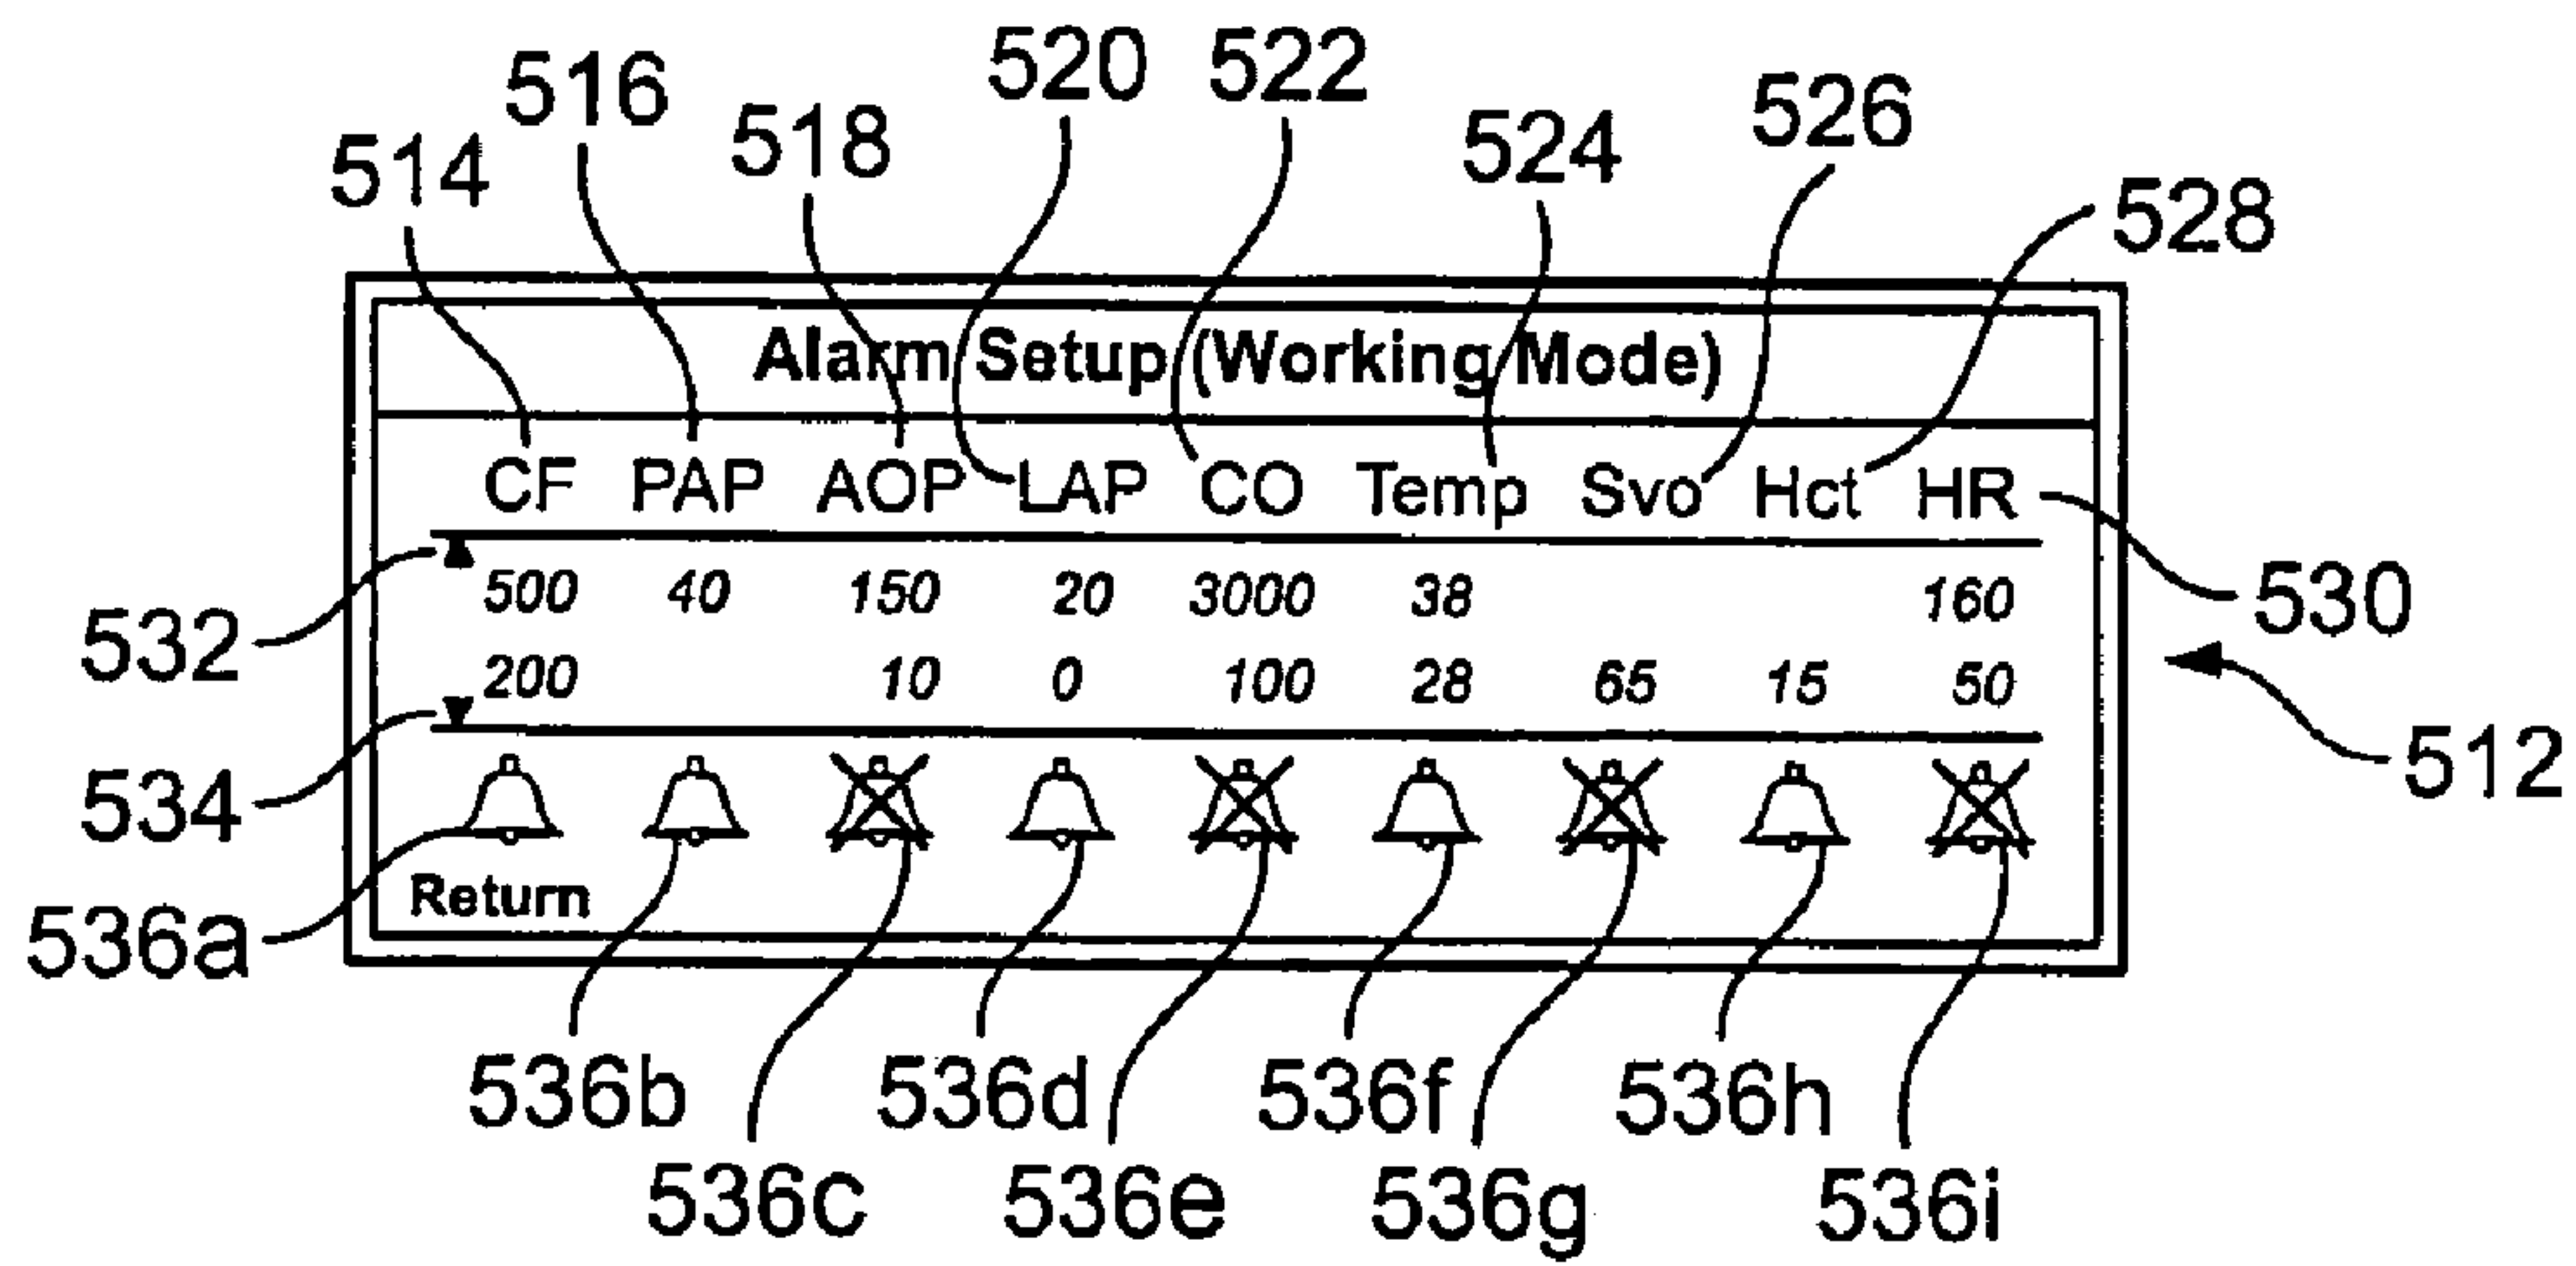 520 522
516 518 524 526
514 528
Alarm Setup (Working Mode)
CF PAP AOP LAP CO Temp Svo Hct HR
532 500 40 150 20 3000 38 160 530
200 10 0 100 28 65 15 50
534 512
Return
536a
536b 536d 536f 536h
536c 536e 536g 536i